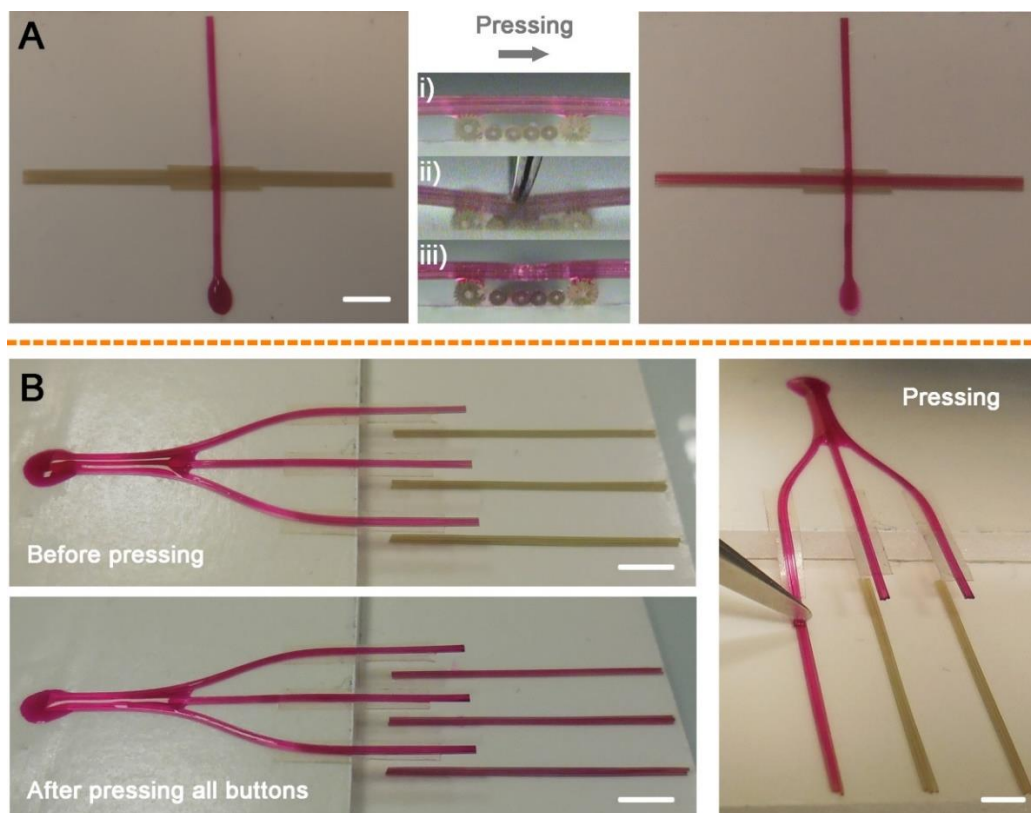 A
Pressing
i)
ii)
iii)
B
Before pressing
Pressing
After pressing all buttons